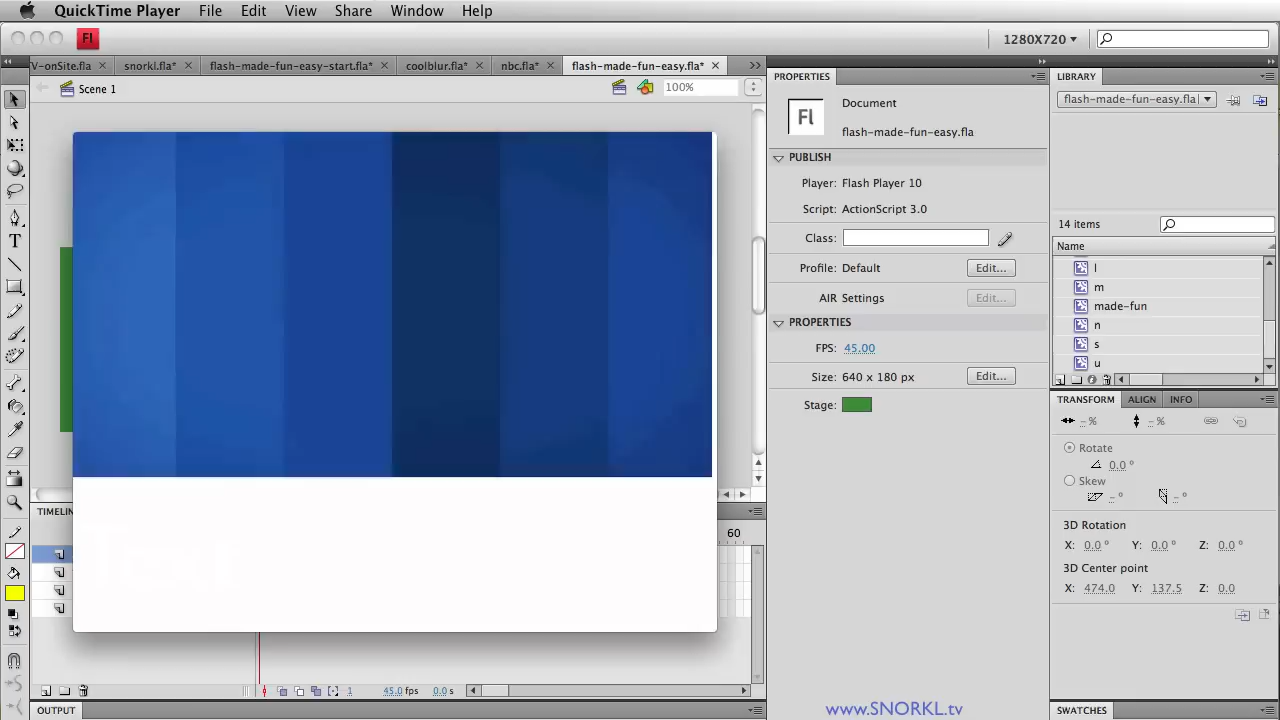 QuickTime Player File Edit View Share Window Help
Fl 1280X720
V-onSite.fla snorkl.fla* flash-made-fun-easy-start.fla* coolblur.fla* nbc.fla* flash-made-fun-easy.fla*
Scene 1 100%
PROPERTIES
Fl Document
flash-made-fun-easy.fla
PUBLISH
Player: Flash Player 10
Script: ActionScript 3.0
Class:
Profile: Default Edit...
AIR Settings Edit...
PROPERTIES
FPS: 45.00
Size: 640 x 180 px Edit...
Stage:
LIBRARY
flash-made-fun-easy.fla
14 items
Name
l
m
made-fun
n
s
u
TRANSFORM ALIGN INFO
-- % -- %
Rotate
0.0 °
Skew
-- ° -- °
3D Rotation
X: 0.0 ° Y: 0.0 ° Z: 0.0 °
3D Center point
X: 474.0 Y: 137.5 Z: 0.0
TIMELIN
60
1 45.0 fps 0.0 s
OUTPUT
www.SNORKL.tv
SWATCHES